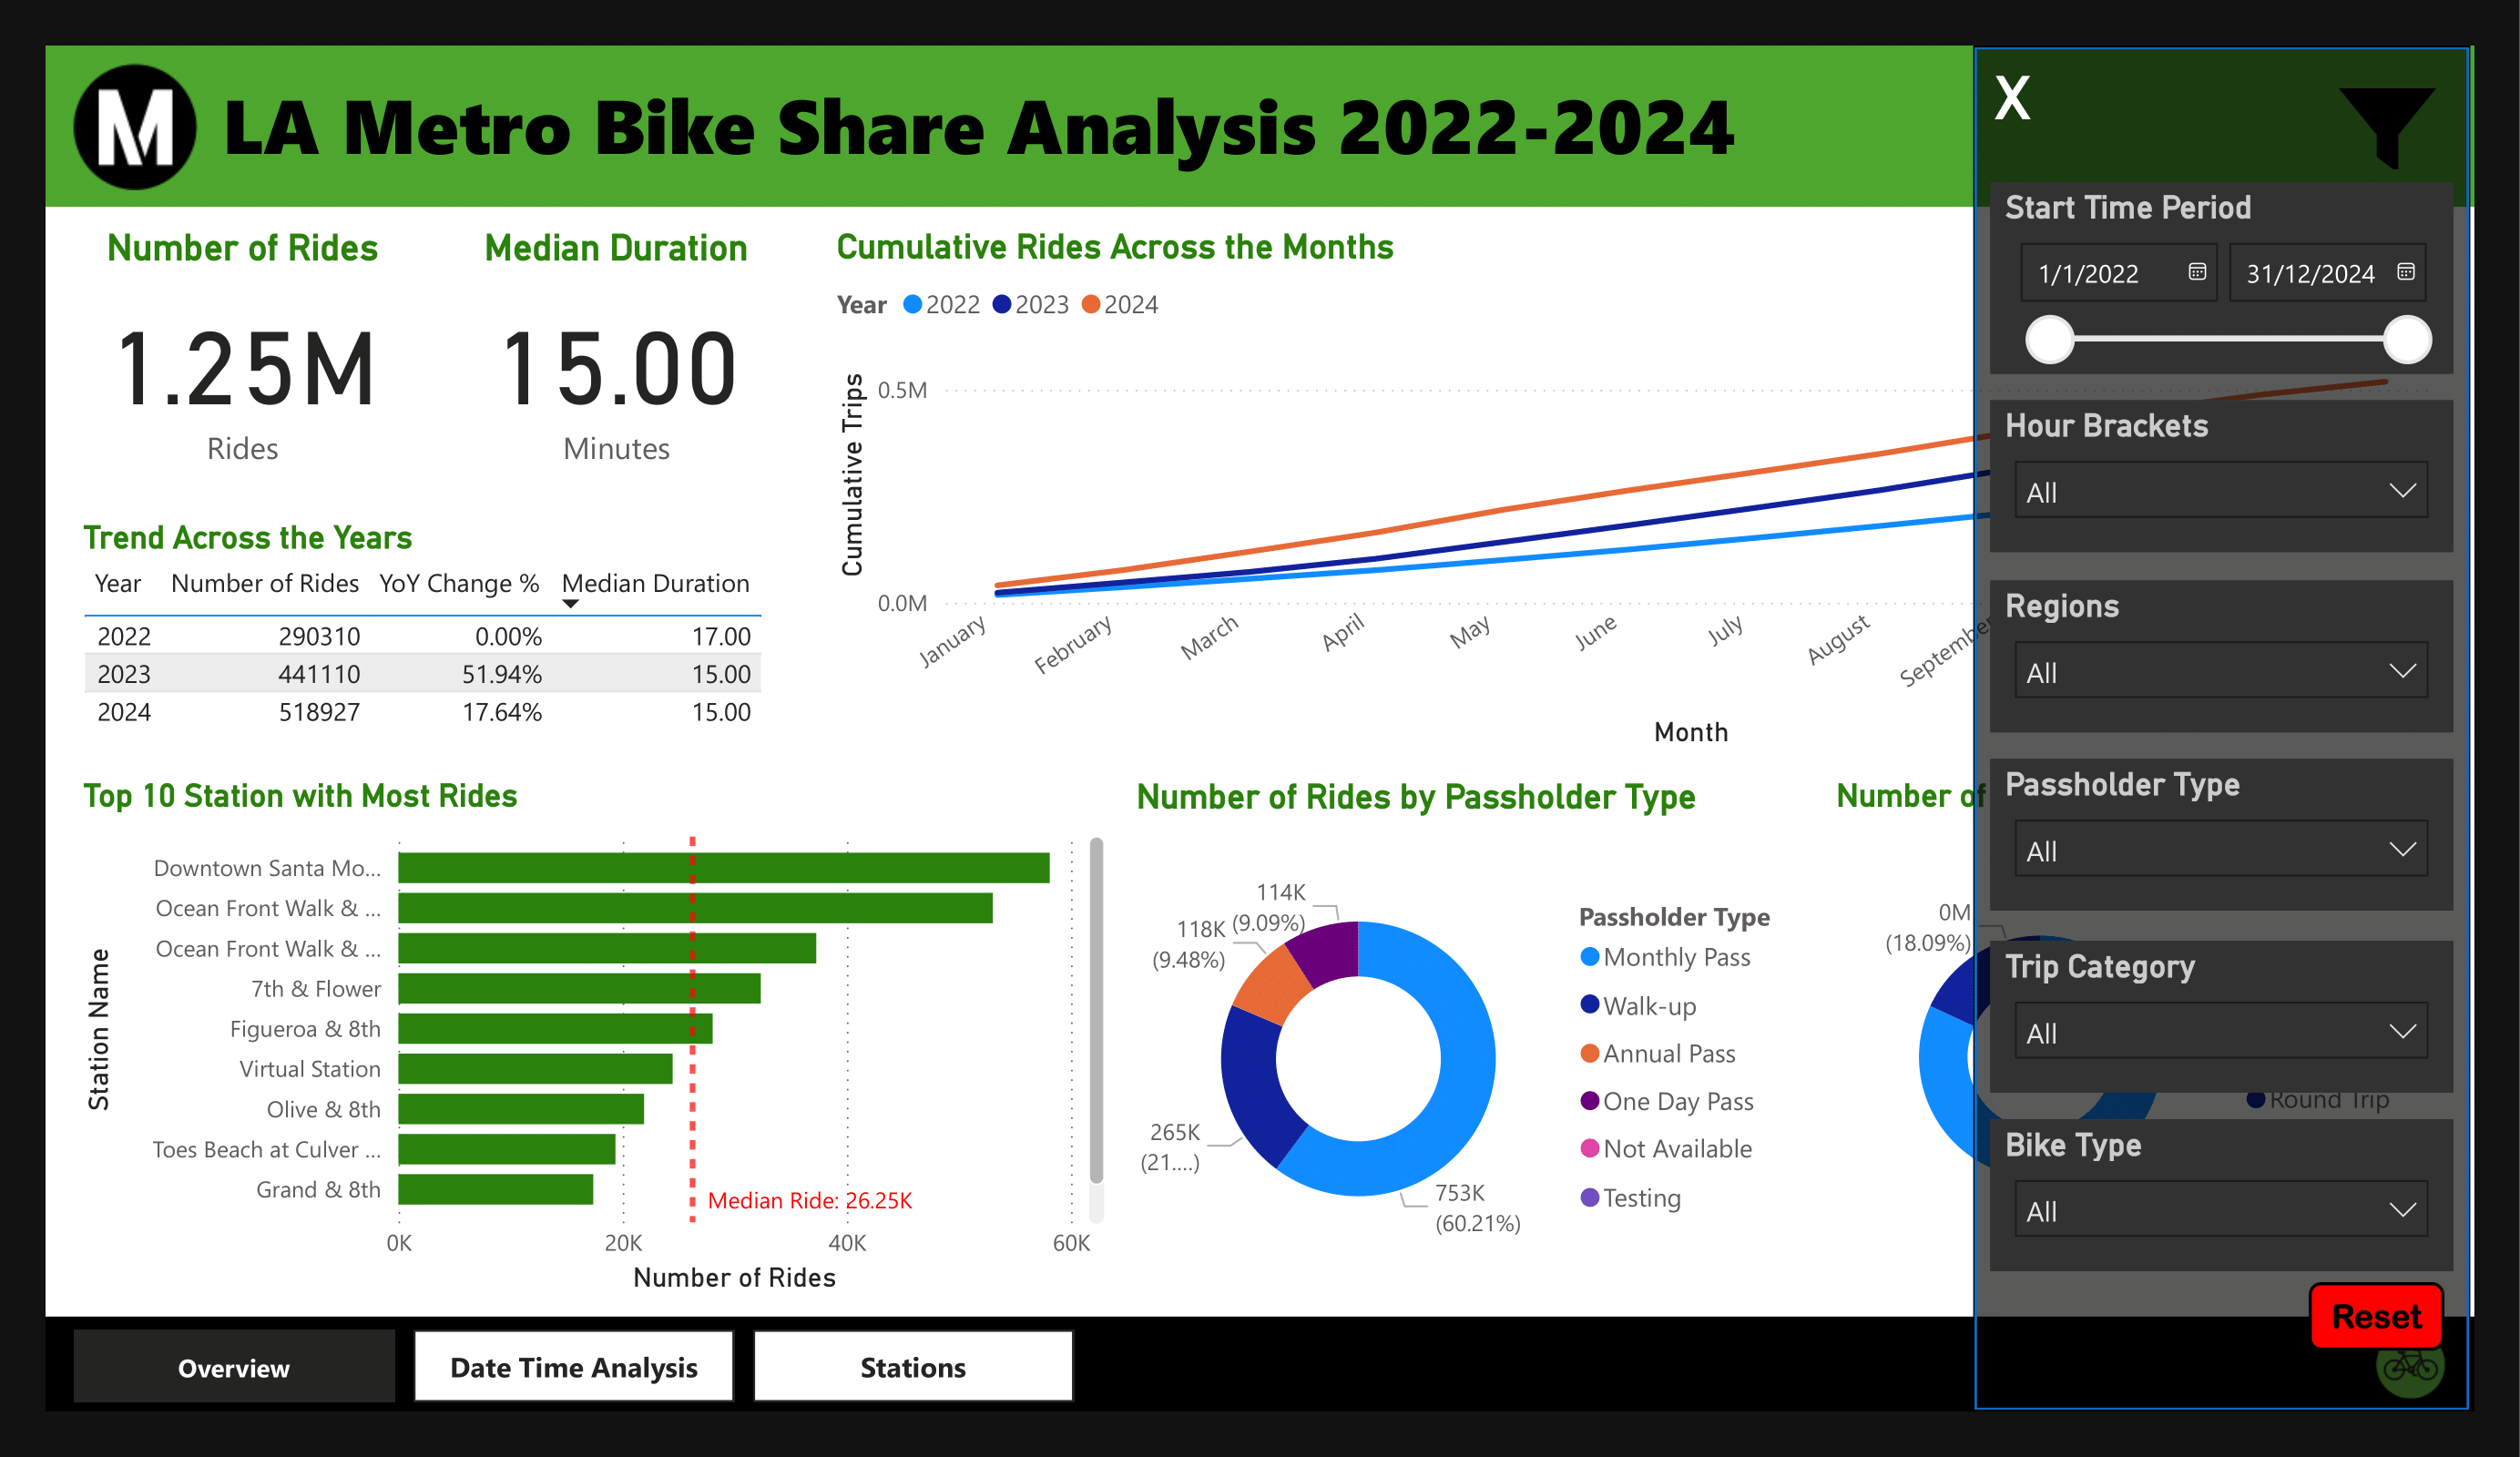 M LA Metro Bike Share Analysis 2022-2024
X
Number of Rides
1.25M
Rides
Median Duration
15.00
Minutes
Trend Across the Years
Year Number of Rides YoY Change % Median Duration
2022 290310 0.00% 17.00
2023 441110 51.94% 15.00
2024 518927 17.64% 15.00
Cumulative Rides Across the Months
Year 2022 2023 2024
Cumulative Trips
0.5M
0.0M
January
February
March
April
May
June
July
August
September
Month
Top 10 Station with Most Rides
Station Name
Downtown Santa Mo...
Ocean Front Walk & ...
Ocean Front Walk & ...
7th & Flower
Figueroa & 8th
Virtual Station
Olive & 8th
Toes Beach at Culver ...
Grand & 8th
Median Ride: 26.25K
0K 20K 40K 60K
Number of Rides
Number of Rides by Passholder Type
114K
(9.09%)
118K
(9.48%)
265K
(21....)
753K
(60.21%)
Passholder Type
Monthly Pass
Walk-up
Annual Pass
One Day Pass
Not Available
Testing
Number of
0M
(18.09%)
Round Trip
Start Time Period
1/1/2022 31/12/2024
Hour Brackets
All
Regions
All
Passholder Type
All
Trip Category
All
Bike Type
All
Reset
Overview
Date Time Analysis
Stations